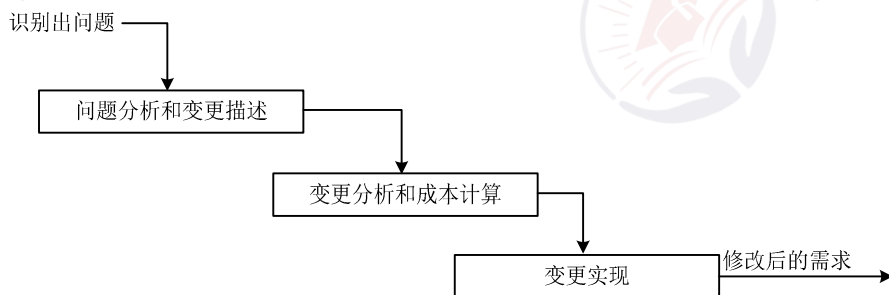 识别出问题
问题分析和变更描述
变更分析和成本计算
变更实现
修改后的需求